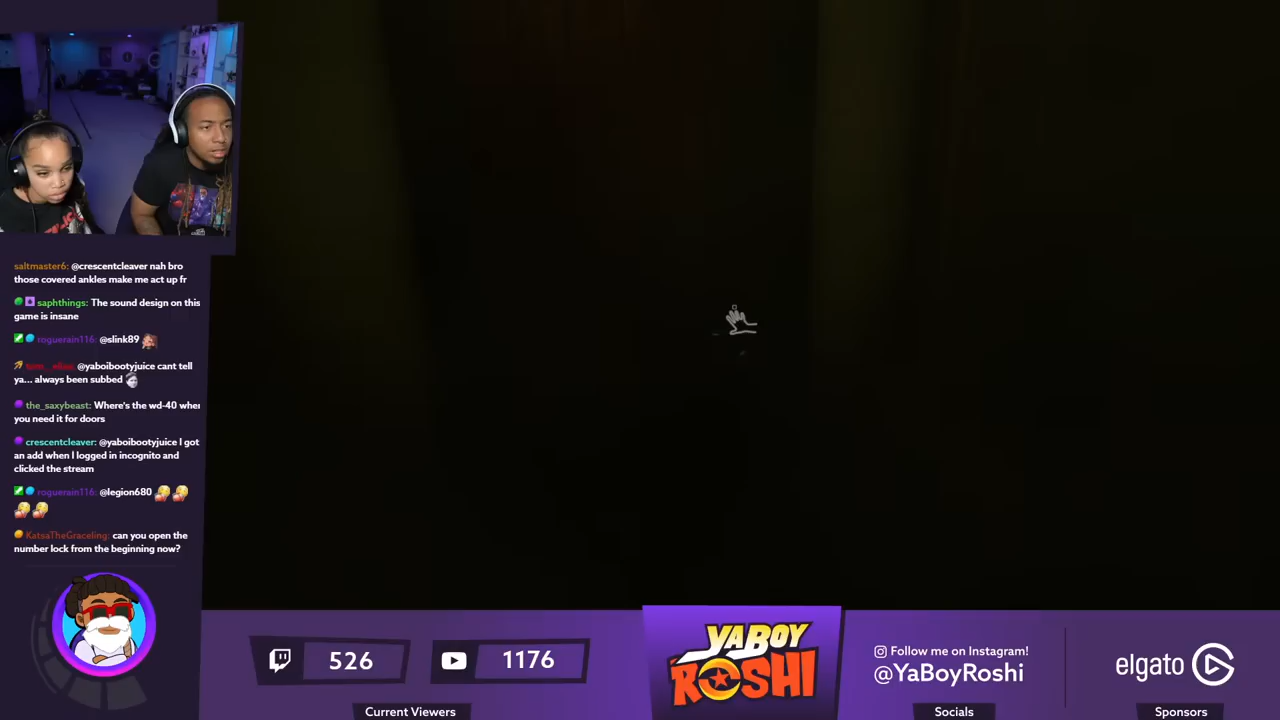 saltmaster6: @crescentcleaver nah bro
those covered ankles make me act up fr
saphthings: The sound design on this
game is insane
roguerain116: @slink89
@yaboibootyjuice cant tell
ya... always been subbed
the_saxybeast: Where's the wd-40 when
you need it for doors
crescentcleaver: @yaboibootyjuice I got
an add when I logged in incognito and
clicked the stream
roguerain116: @legion680
KatsaTheGraceling: can you open the
number lock from the beginning now?
526
1176
Current Viewers
YABOY
ROSHI
Follow me on Instagram!
@YaBoyRoshi
Socials
elgato
Sponsors